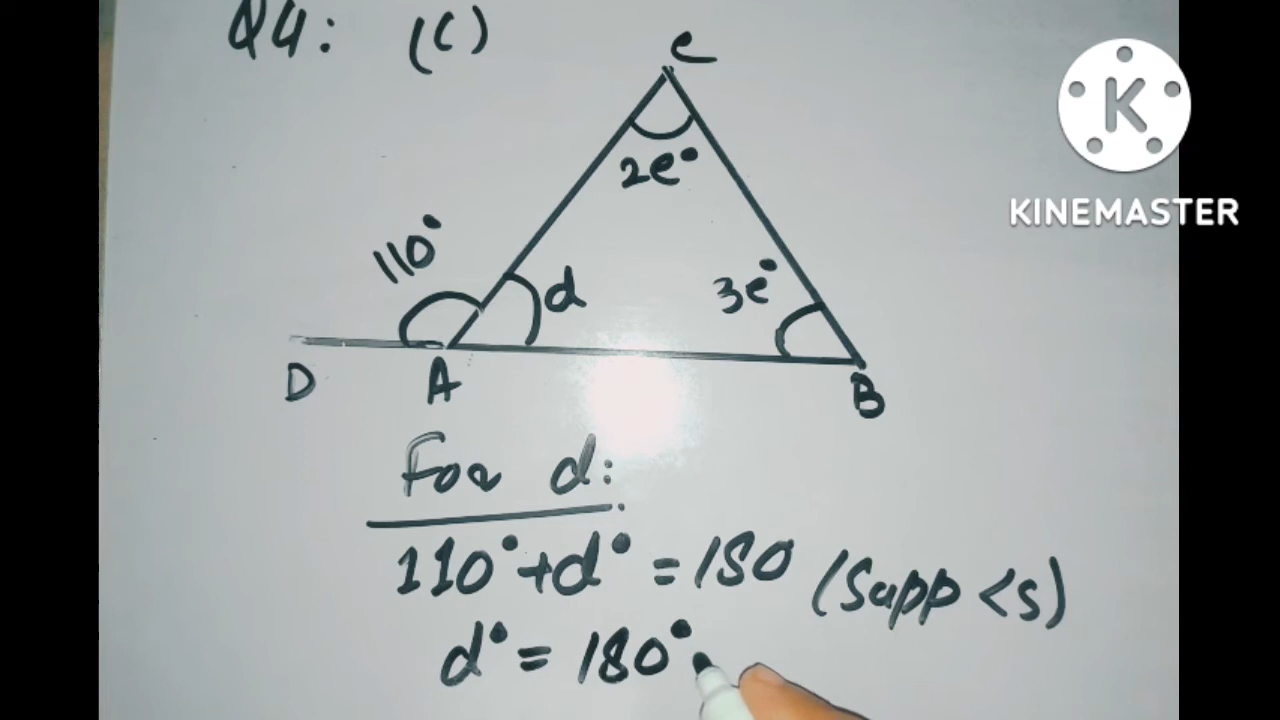 Q4: (c)
C
2e°
110°
d
3e°
D
A
B
For d:
110°+d° = 180 (Supp <s)
d° = 180°
KINEMASTER